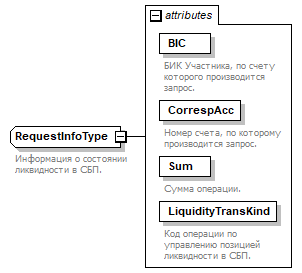 attributes
BIC
БИК Участника, по счету
которого производится
запрос.
CorrespAcc
Номер счета, по которому
производится запрос.
RequestInfoType
Информация о состоянии
ликвидности в СБП.
Sum
Сумма операции.
LiquidityTransKind
Код операции по
управлению позицией
ликвидности в СБП.